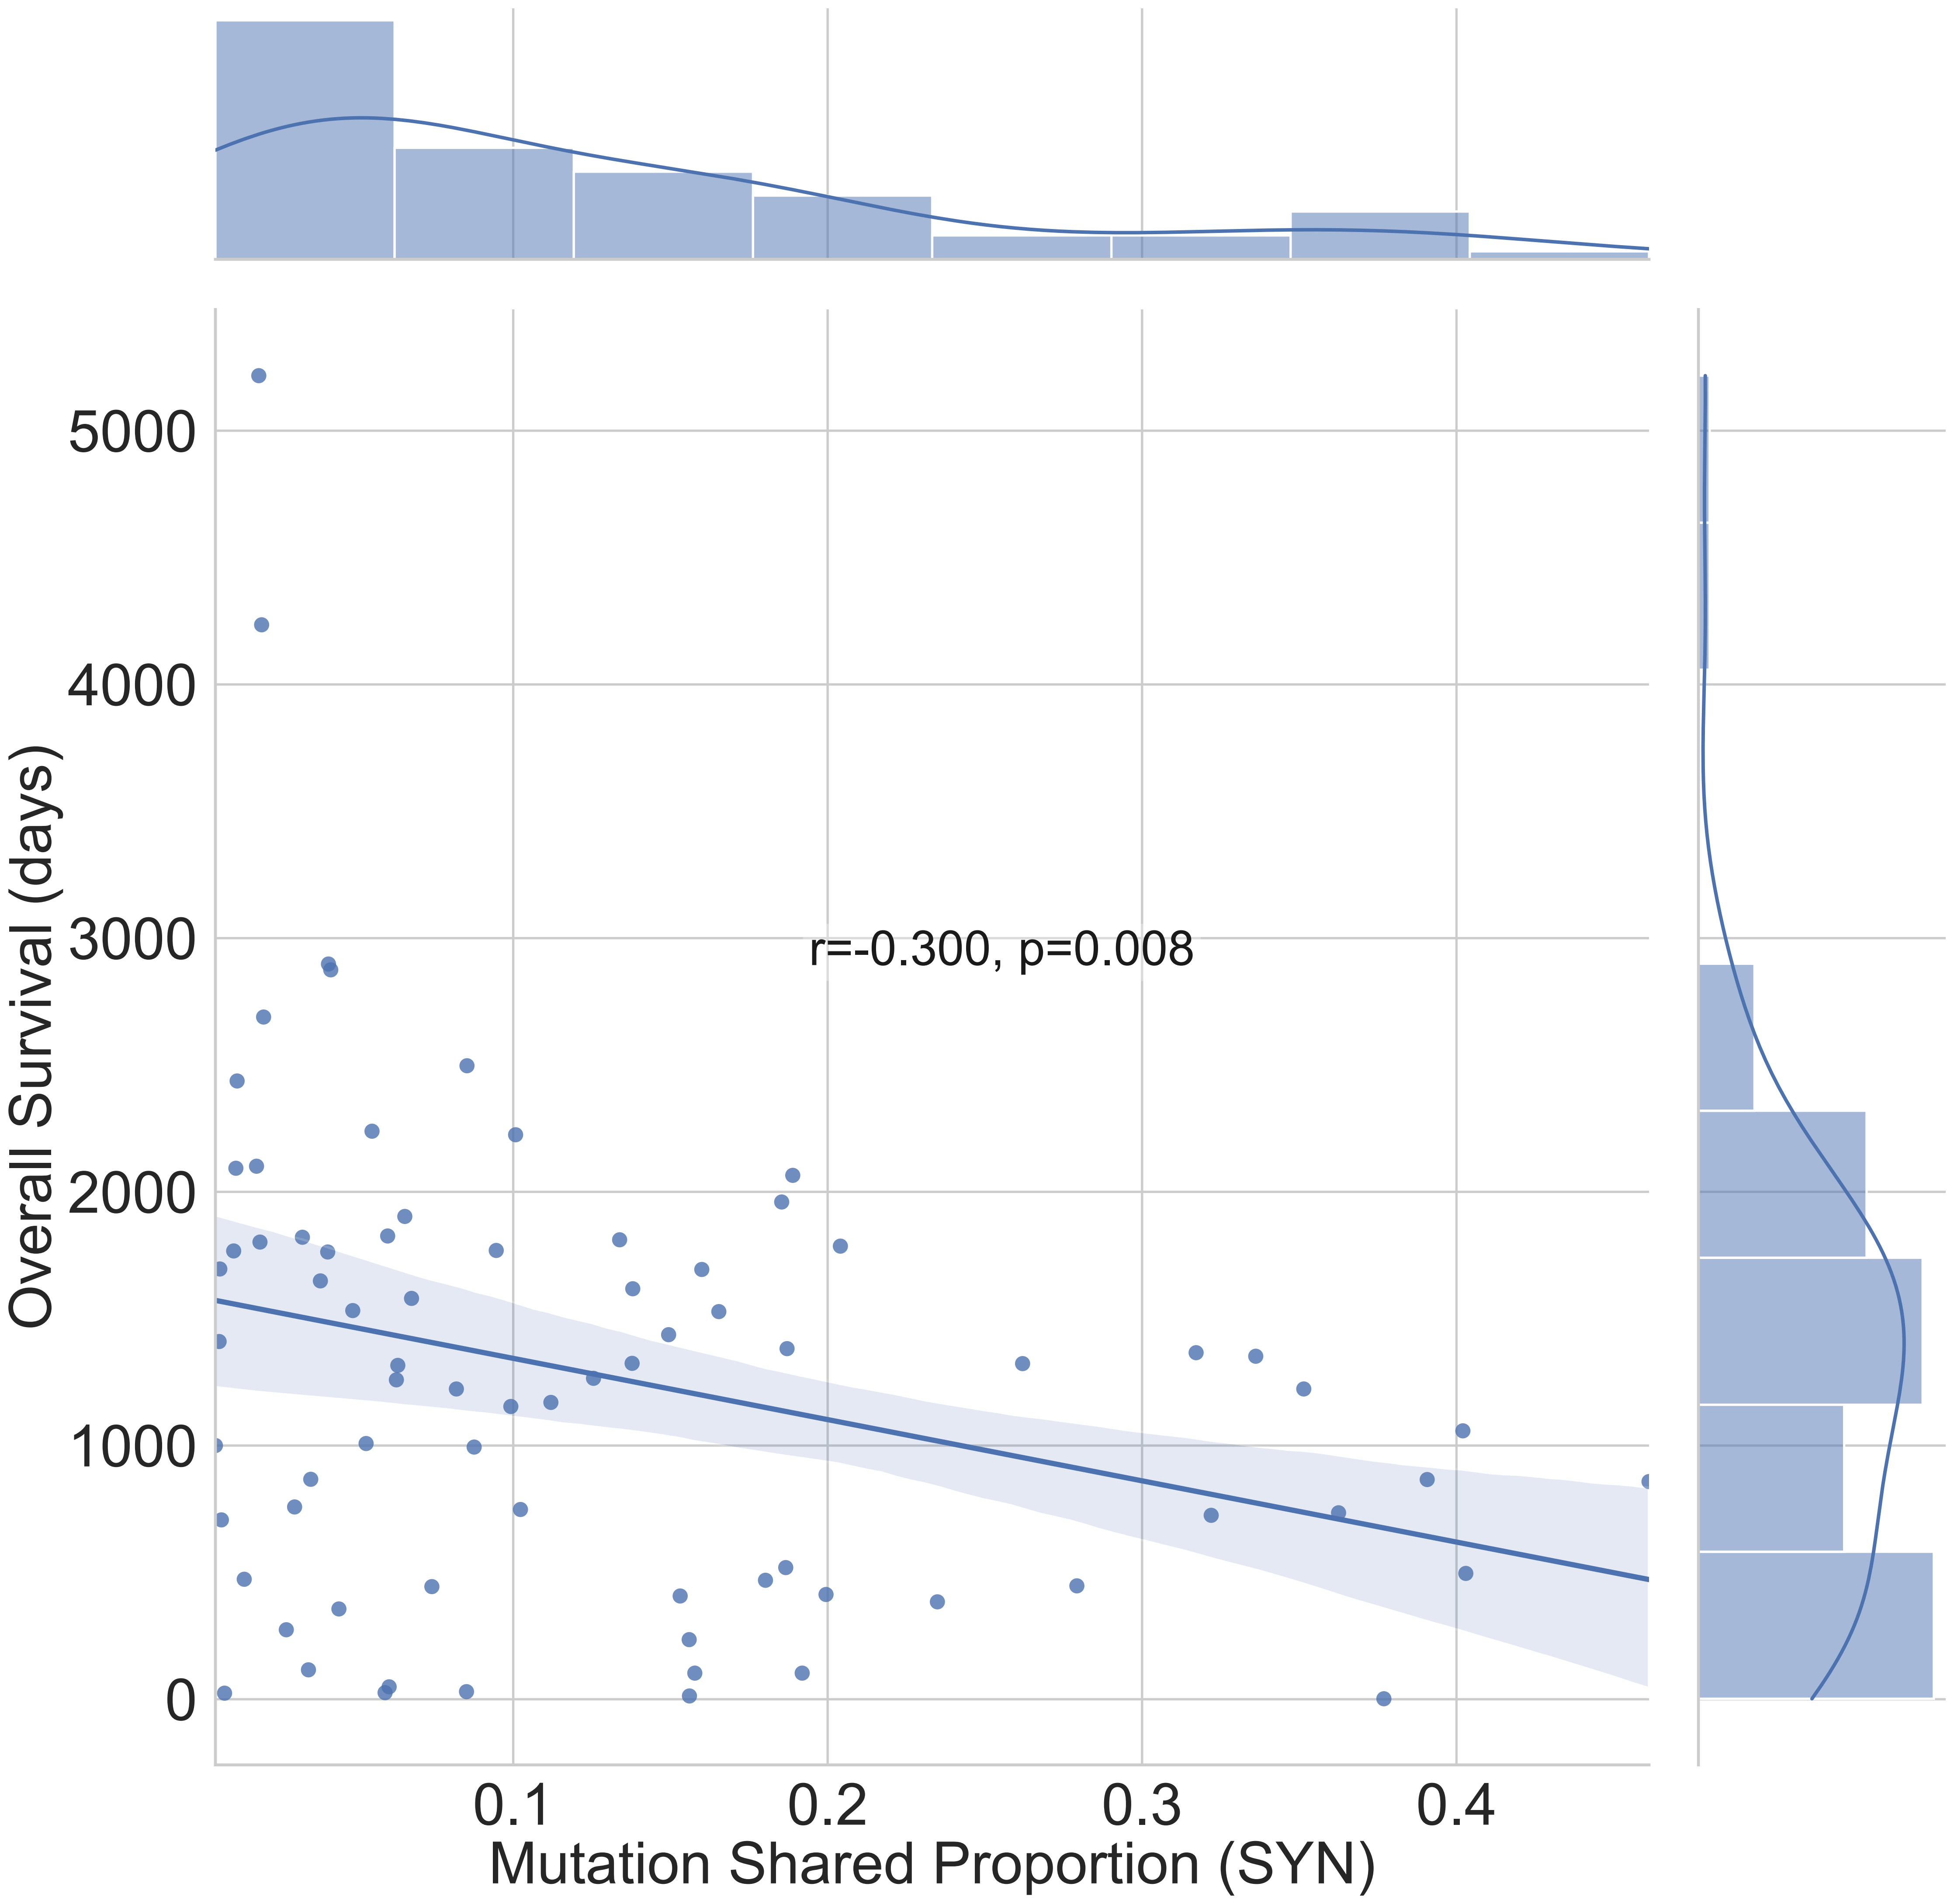 5000
4000
3000
2000
1000
0
Overall Survival (days)
r=-0.300, p=0.008
0.1 0.2 0.3 0.4
Mutation Shared Proportion (SYN)